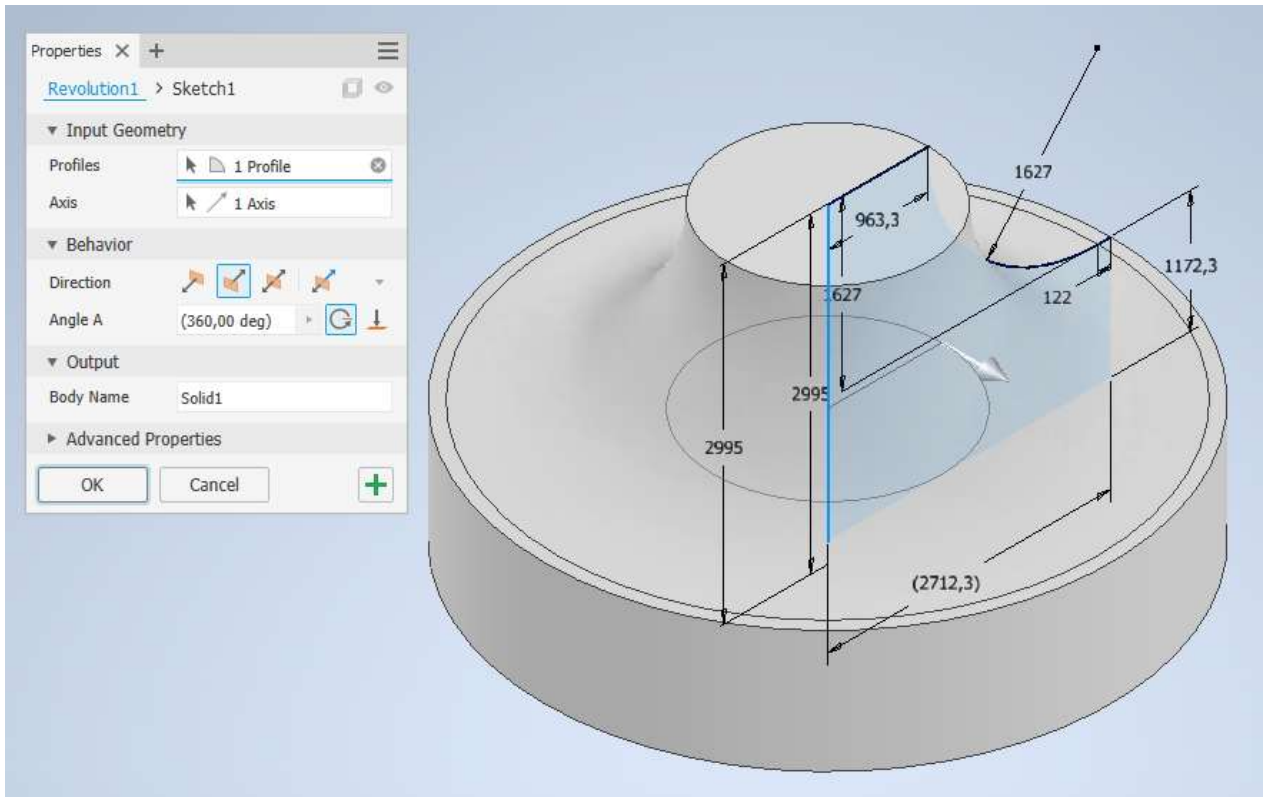 Properties × +
Revolution1 > Sketch1
Input Geometry
Profiles 1 Profile
Axis 1 Axis
Behavior
Direction
Angle A (360,00 deg)
Output
Body Name Solid1
Advanced Properties
OK Cancel
1627
963,3
1172,3
1627
122
2995
2995
(2712,3)